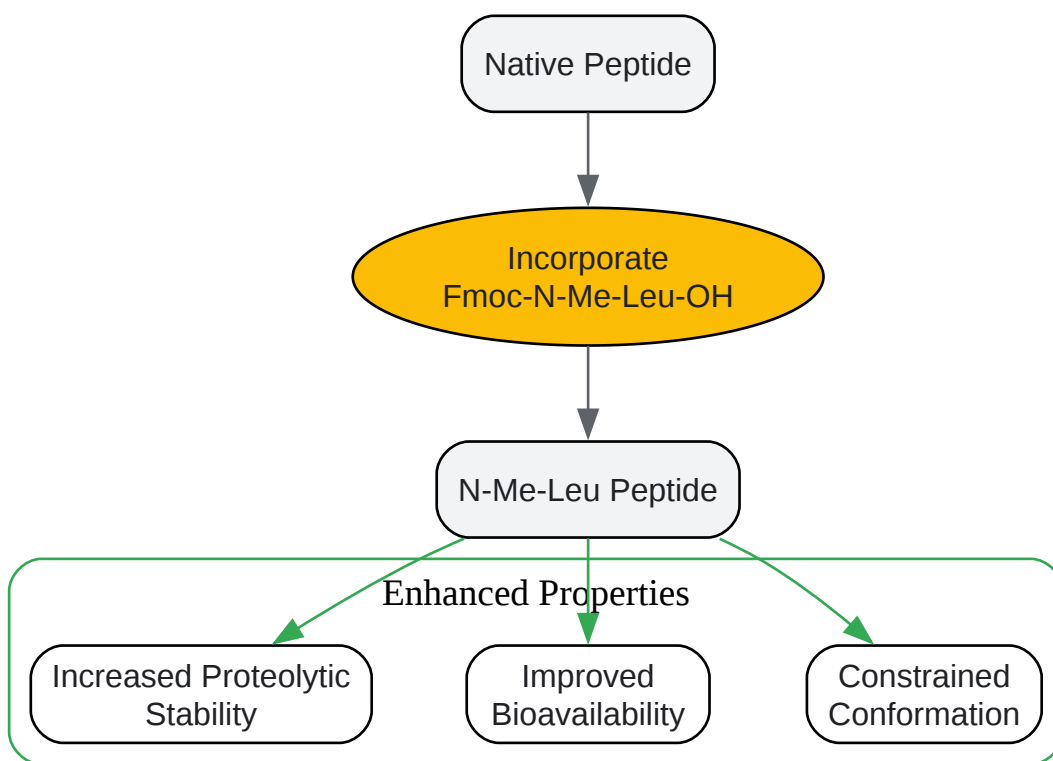 Native Peptide
Incorporate
Fmoc-N-Me-Leu-OH
N-Me-Leu Peptide
Enhanced Properties
Increased Proteolytic
Stability
Improved
Bioavailability
Constrained
Conformation